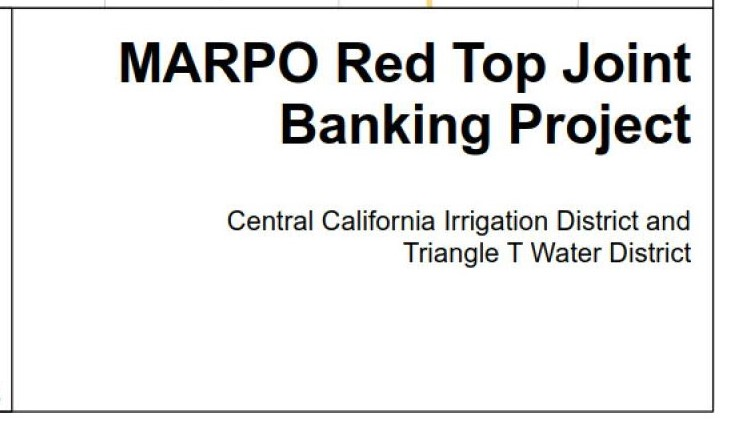 MARPO Red Top Joint
Banking Project
Central California Irrigation District and
Triangle T Water District